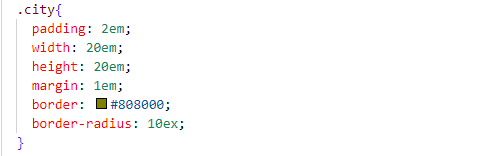 .city{
padding: 2em;
width: 20em;
height: 20em;
margin: 1em;
border: #808000;
border-radius: 10ex;
}